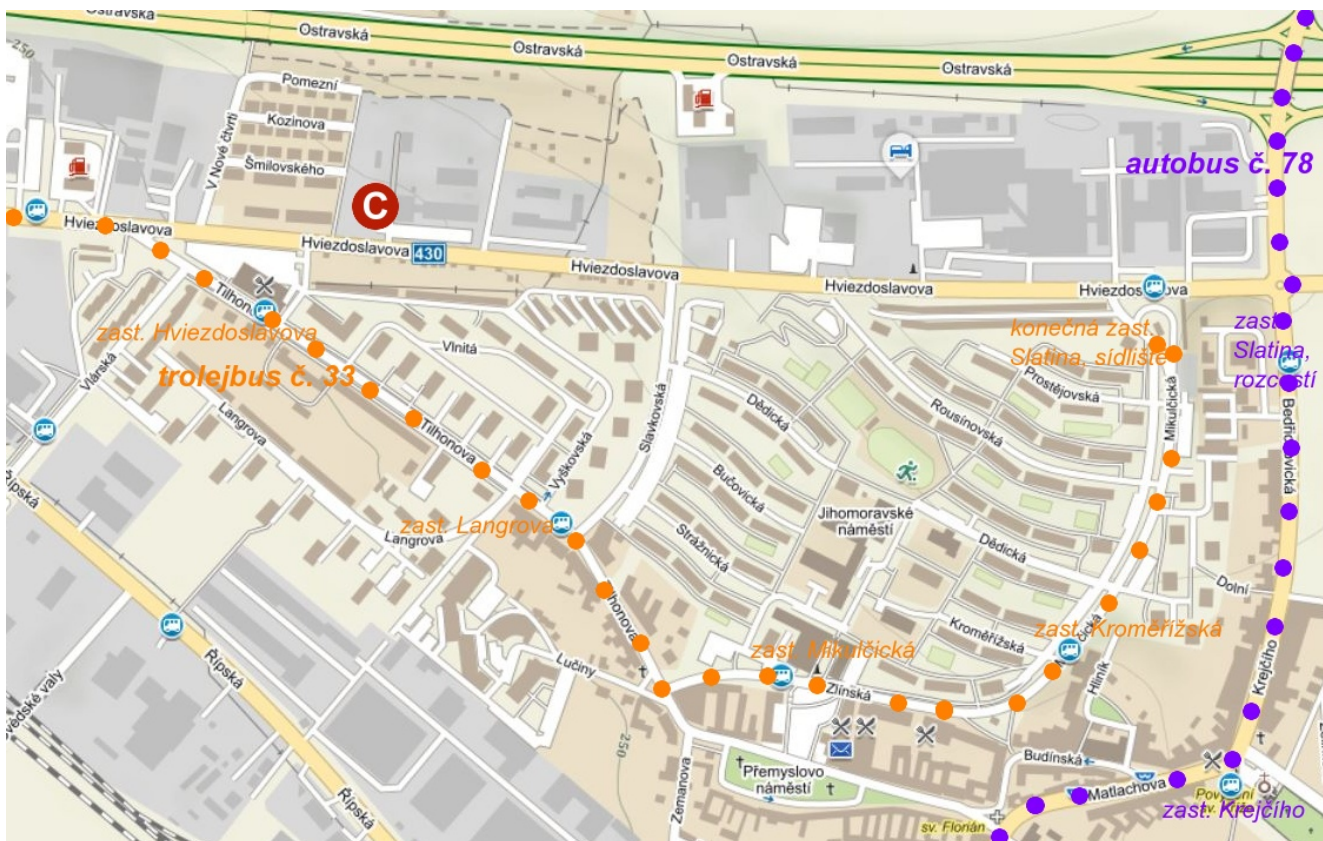 Ostravská
Ostravská
Ostravská
Ostravská
Ostravská
250
Pomezní
Kozinova
Šmilovského
V Nové čtvrti
autobus č. 78
C
Hviezdoslavova
Hviezdoslavova
430
Hviezdoslavova
Hviezdoslavova
Hviezdoslavova
zast. Hviezdoslavova
Vlnitá
trolejbus č. 33
Vlárská
Langrova
Tilhonova
Slavkovská
Vyškovská
konečná zast.
Slatina, sídliště
zast.
Slatina,
rozcestí
Prostějovská
Mikulčická
Dědická
Rousínovská
Bedřichovická
Bučovická
Jihomoravské
náměstí
Strážnická
zast. Langrova
Langrova
Řípská
Dědická
Dolní
Tilhonova
Kroměřížská
zast. Kroměřížská
zast. Mikulčická
Hliník
Krejčího
Lučiny
Zlínská
Řípská
250
Zemanova
Přemyslovo
náměstí
Budínská
Matlachova
zast. Krejčího
sv. Florián
Řípská